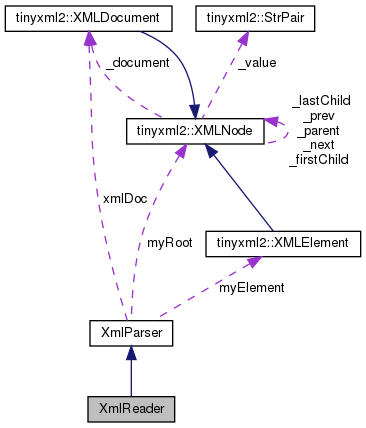 tinyxml2::XMLDocument
tinyxml2::StrPair
_document
_value
_lastChild
_prev
_parent
_next
_firstChild
tinyxml2::XMLNode
xmlDoc
myRoot
tinyxml2::XMLElement
myElement
XmlParser
XmlReader